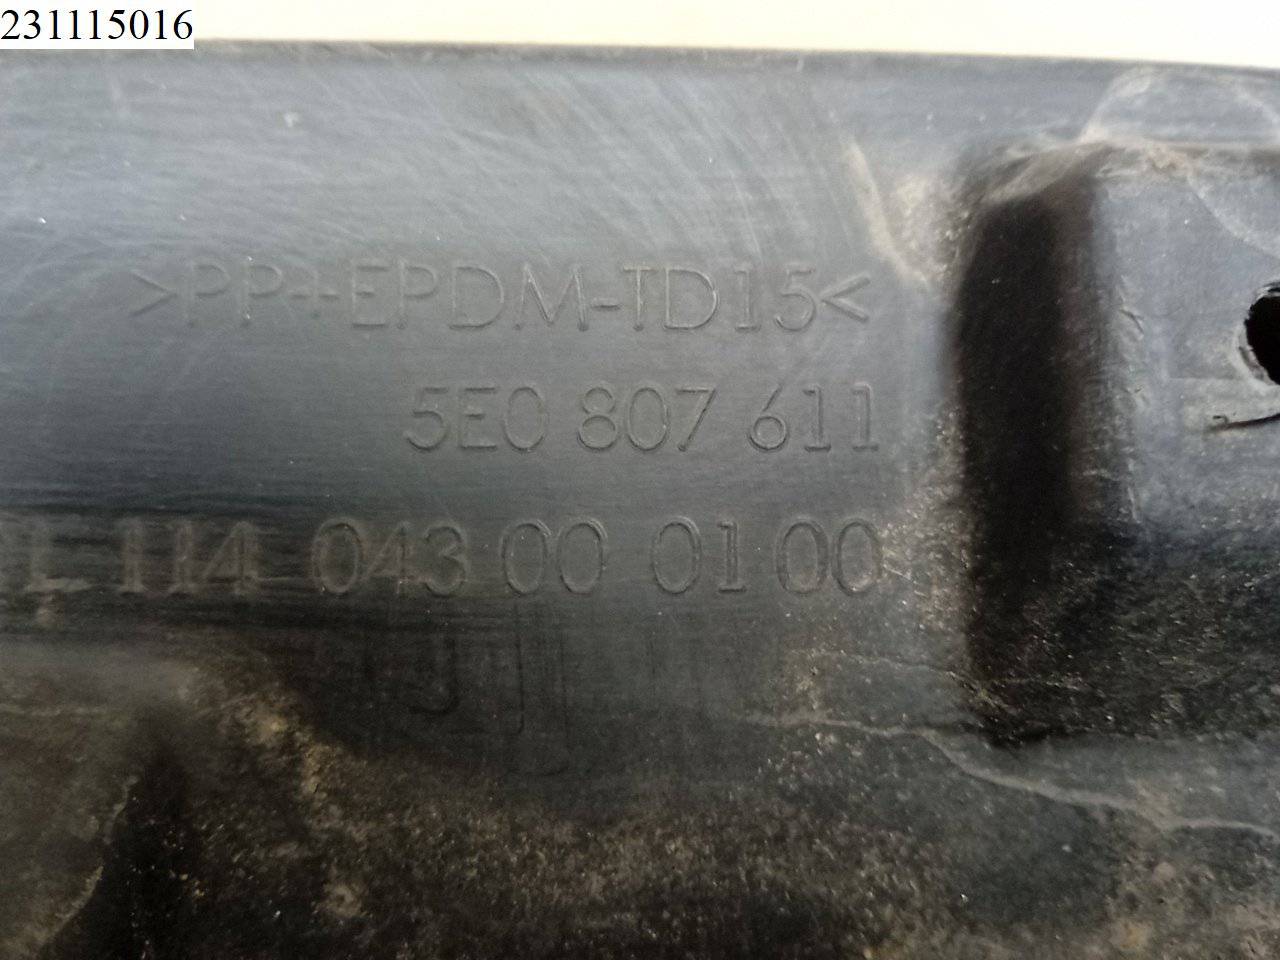 231115016
>PP+EPDM-TD15<
5E0 807 611
114 043 00 01 00